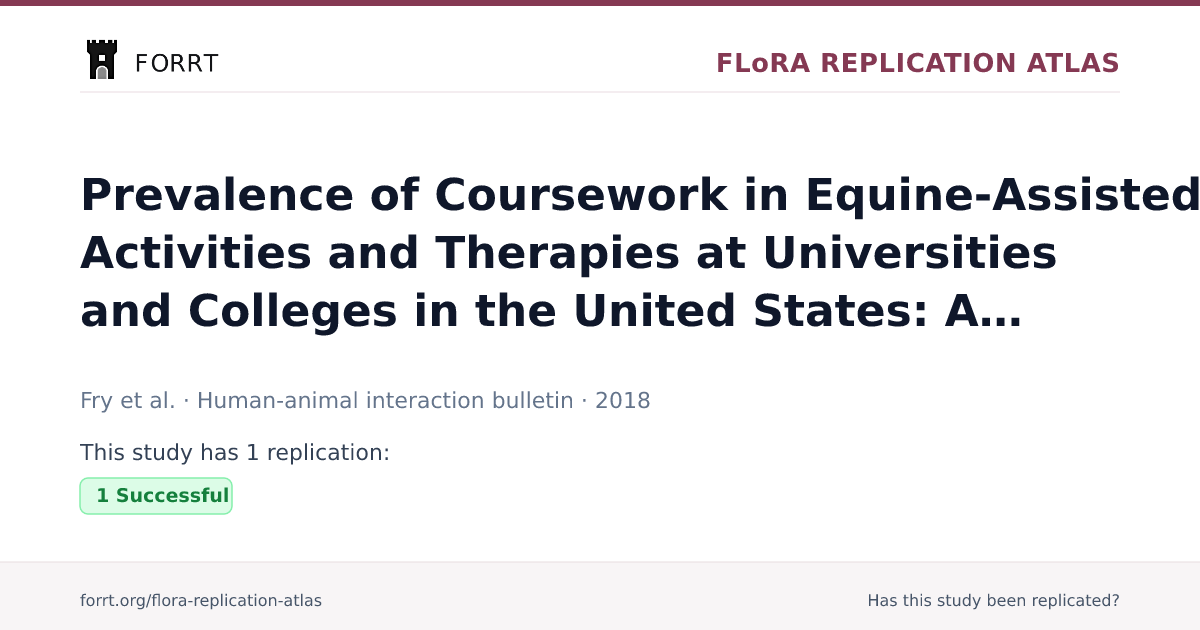 FORRT
FLoRA REPLICATION ATLAS
Prevalence of Coursework in Equine-Assisted
Activities and Therapies at Universities
and Colleges in the United States: A…
Fry et al. · Human-animal interaction bulletin · 2018
This study has 1 replication:
1 Successful
forrt.org/flora-replication-atlas
Has this study been replicated?